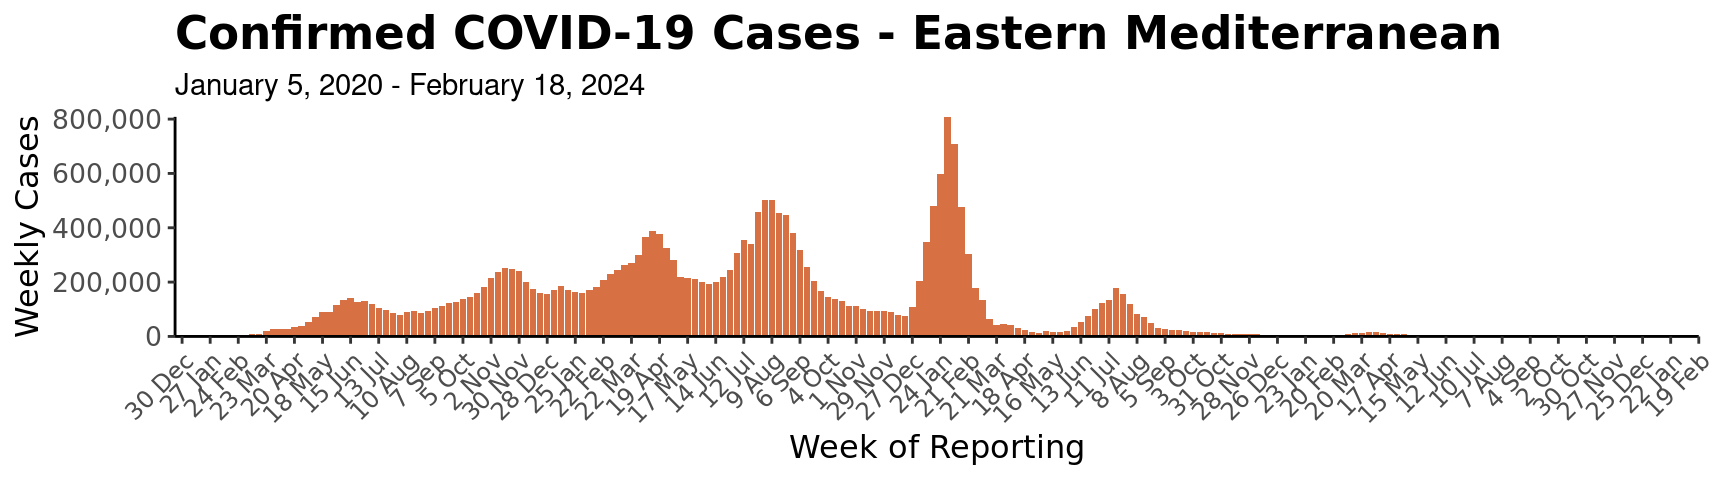 Confirmed COVID-19 Cases - Eastern Mediterranean
January 5, 2020 - February 18, 2024
Weekly Cases
800,000
600,000
400,000
200,000
0
30 Dec
27 Jan
24 Feb
23 Mar
20 Apr
18 May
15 Jun
13 Jul
10 Aug
7 Sep
5 Oct
2 Nov
30 Nov
28 Dec
25 Jan
22 Feb
22 Mar
19 Apr
17 May
14 Jun
12 Jul
9 Aug
6 Sep
4 Oct
1 Nov
29 Nov
27 Dec
24 Jan
21 Feb
21 Mar
18 Apr
16 May
13 Jun
11 Jul
8 Aug
5 Sep
3 Oct
31 Oct
28 Nov
26 Dec
23 Jan
20 Feb
20 Mar
17 Apr
15 May
12 Jun
10 Jul
7 Aug
4 Sep
2 Oct
30 Oct
27 Nov
25 Dec
22 Jan
19 Feb
Week of Reporting